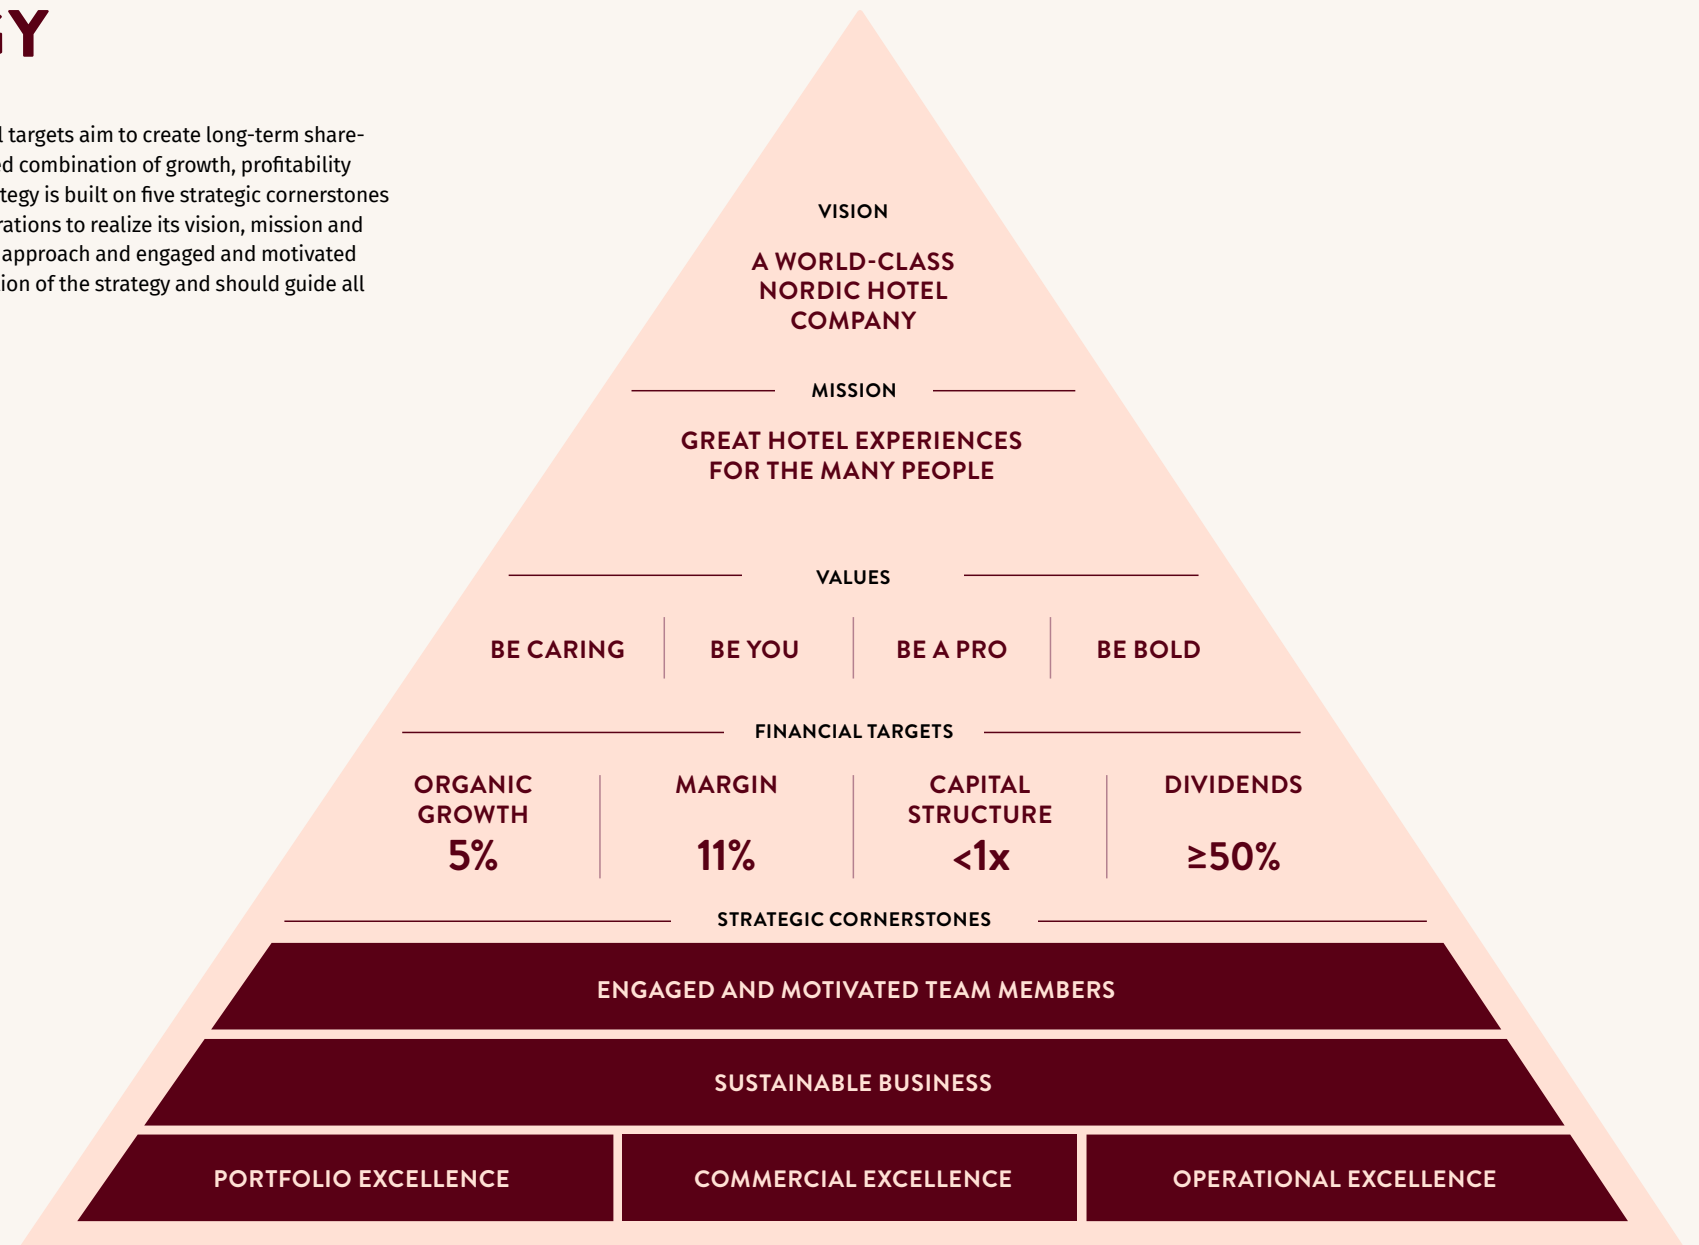 GY
l targets aim to create long-term share-
ed combination of growth, profitability
tegy is built on five strategic cornerstones
rations to realize its vision, mission and
approach and engaged and motivated
ion of the strategy and should guide all
VISION
A WORLD-CLASS
NORDIC HOTEL
COMPANY
MISSION
GREAT HOTEL EXPERIENCES
FOR THE MANY PEOPLE
VALUES
BE CARING BE YOU BE A PRO BE BOLD
FINANCIAL TARGETS
ORGANIC
GROWTH
5%
MARGIN
11%
CAPITAL
STRUCTURE
<1x
DIVIDENDS
≥50%
STRATEGIC CORNERSTONES
ENGAGED AND MOTIVATED TEAM MEMBERS
SUSTAINABLE BUSINESS
PORTFOLIO EXCELLENCE COMMERCIAL EXCELLENCE OPERATIONAL EXCELLENCE